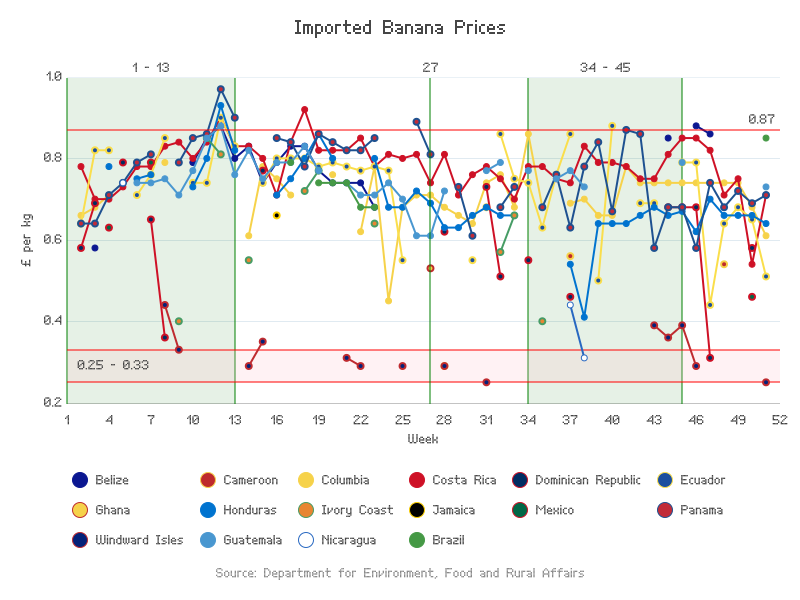 Imported Banana Prices
1 - 13 27 34 - 45
1.0
0.87
0.8
0.6
£ per kg
0.4
0.25 - 0.33
0.2
1 4 7 10 13 16 19 22 25 28 31 34 37 40 43 46 49 52
Week
Belize Cameroon Columbia Costa Rica Dominican Republic Ecuador
Ghana Honduras Ivory Coast Jamaica Mexico Panama
Windward Isles Guatemala Nicaragua Brazil
Source: Department for Environment, Food and Rural Affairs